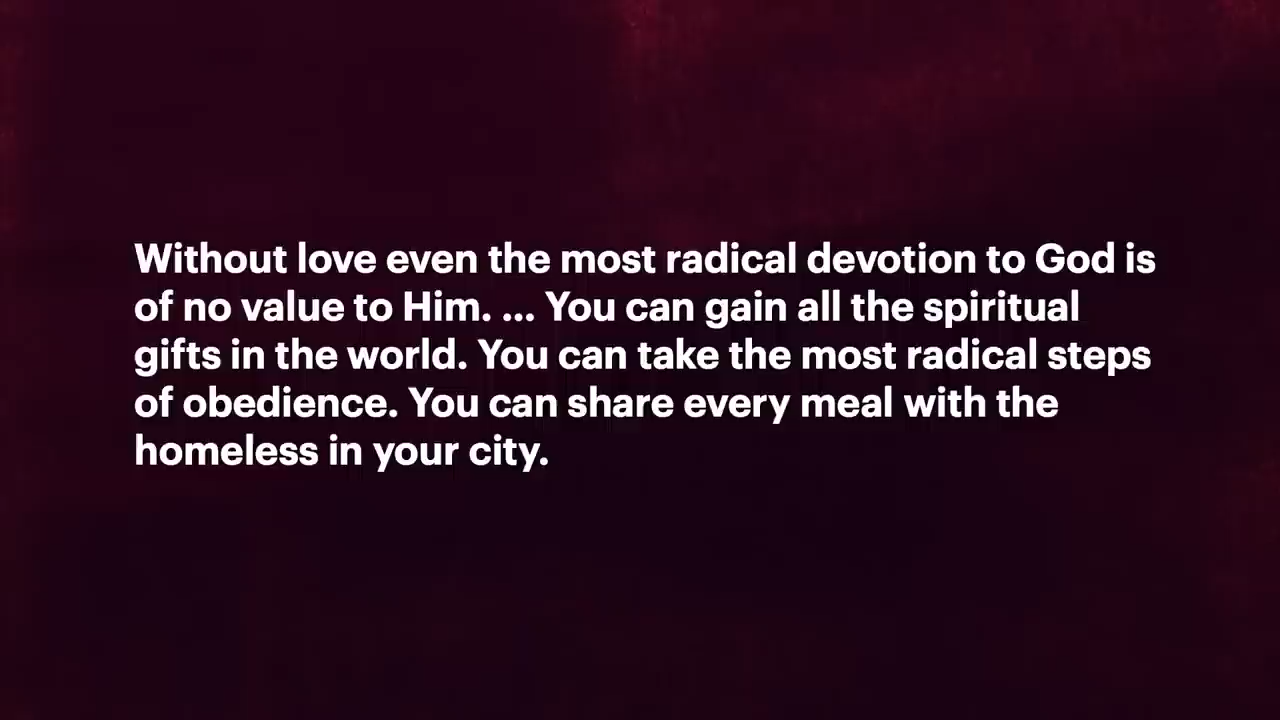 Without love even the most radical devotion to God is
of no value to Him. ... You can gain all the spiritual
gifts in the world. You can take the most radical steps
of obedience. You can share every meal with the
homeless in your city.